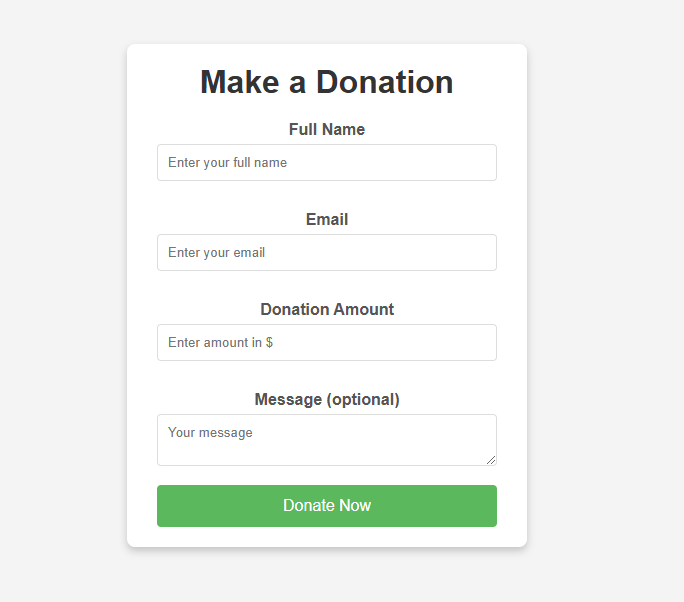 Make a Donation
Full Name
Enter your full name
Email
Enter your email
Donation Amount
Enter amount in $
Message (optional)
Your message
Donate Now